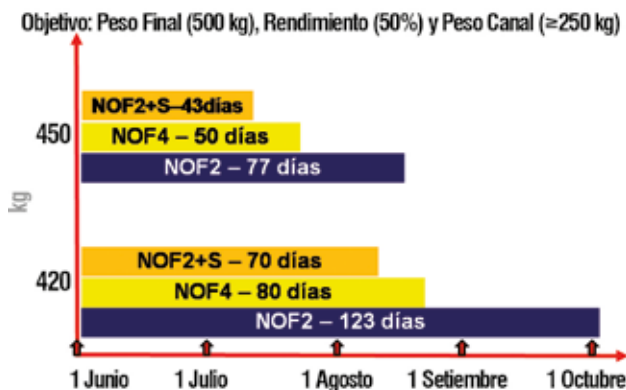 Objetivo: Peso Final (500 kg), Rendimiento (50%) y Peso Canal (≥250 kg)
NOF2+S–43días
450
NOF4 – 50 días
NOF2 – 77 días
kg
NOF2+S – 70 días
420
NOF4 – 80 días
NOF2 – 123 días
1 Junio 1 Julio 1 Agosto 1 Setiembre 1 Octubre